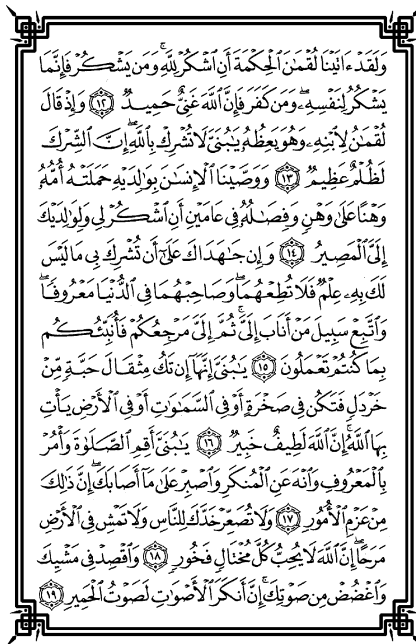 وَلَقَدۡ ءَاتَيۡنَا لُقۡمَٰنَ ٱلۡحِكۡمَةَ أَنِ ٱشۡكُرۡ لِلَّهِۚ وَمَن يَشۡكُرۡ فَإِنَّمَا
يَشۡكُرُ لِنَفۡسِهِۦۖ وَمَن كَفَرَ فَإِنَّ ٱللَّهَ غَنِيٌّ حَمِيدٞ ١٢ وَإِذۡ قَالَ
لُقۡمَٰنُ لِٱبۡنِهِۦ وَهُوَ يَعِظُهُۥ يَٰبُنَيَّ لَا تُشۡرِكۡ بِٱللَّهِۖ إِنَّ ٱلشِّرۡكَ
لَظُلۡمٌ عَظِيمٞ ١٣ وَوَصَّيۡنَا ٱلۡإِنسَٰنَ بِوَٰلِدَيۡهِ حَمَلَتۡهُ أُمُّهُۥ
وَهۡنًا عَلَىٰ وَهۡنٖ وَفِصَٰلُهُۥ فِي عَامَيۡنِ أَنِ ٱشۡكُرۡ لِي وَلِوَٰلِدَيۡكَ
إِلَيَّ ٱلۡمَصِيرُ ١٤ وَإِن جَٰهَدَاكَ عَلَىٰٓ أَن تُشۡرِكَ بِي مَا لَيۡسَ
لَكَ بِهِۦ عِلۡمٞ فَلَا تُطِعۡهُمَاۖ وَصَاحِبۡهُمَا فِي ٱلدُّنۡيَا مَعۡرُوفٗاۖ
وَٱتَّبِعۡ سَبِيلَ مَنۡ أَنَابَ إِلَيَّۚ ثُمَّ إِلَيَّ مَرۡجِعُكُمۡ فَأُنَبِّئُكُم
بِمَا كُنتُمۡ تَعۡمَلُونَ ١٥ يَٰبُنَيَّ إِنَّهَآ إِن تَكُ مِثۡقَالَ حَبَّةٖ مِّنۡ
خَرۡدَلٖ فَتَكُن فِي صَخۡرَةٍ أَوۡ فِي ٱلسَّمَٰوَٰتِ أَوۡ فِي ٱلۡأَرۡضِ يَأۡتِ
بِهَا ٱللَّهُۚ إِنَّ ٱللَّهَ لَطِيفٌ خَبِيرٞ ١٦ يَٰبُنَيَّ أَقِمِ ٱلصَّلَوٰةَ وَأۡمُرۡ
بِٱلۡمَعۡرُوفِ وَٱنۡهَ عَنِ ٱلۡمُنكَرِ وَٱصۡبِرۡ عَلَىٰ مَآ أَصَابَكَۖ إِنَّ ذَٰلِكَ
مِنۡ عَزۡمِ ٱلۡأُمُورِ ١٧ وَلَا تُصَعِّرۡ خَدَّكَ لِلنَّاسِ وَلَا تَمۡشِ فِي ٱلۡأَرۡضِ
مَرَحًاۖ إِنَّ ٱللَّهَ لَا يُحِبُّ كُلَّ مُخۡتَالٖ فَخُورٖ ١٨ وَٱقۡصِدۡ فِي مَشۡيِكَ
وَٱغۡضُضۡ مِن صَوۡتِكَۚ إِنَّ أَنكَرَ ٱلۡأَصۡوَٰتِ لَصَوۡتُ ٱلۡحَمِيرِ ١٩